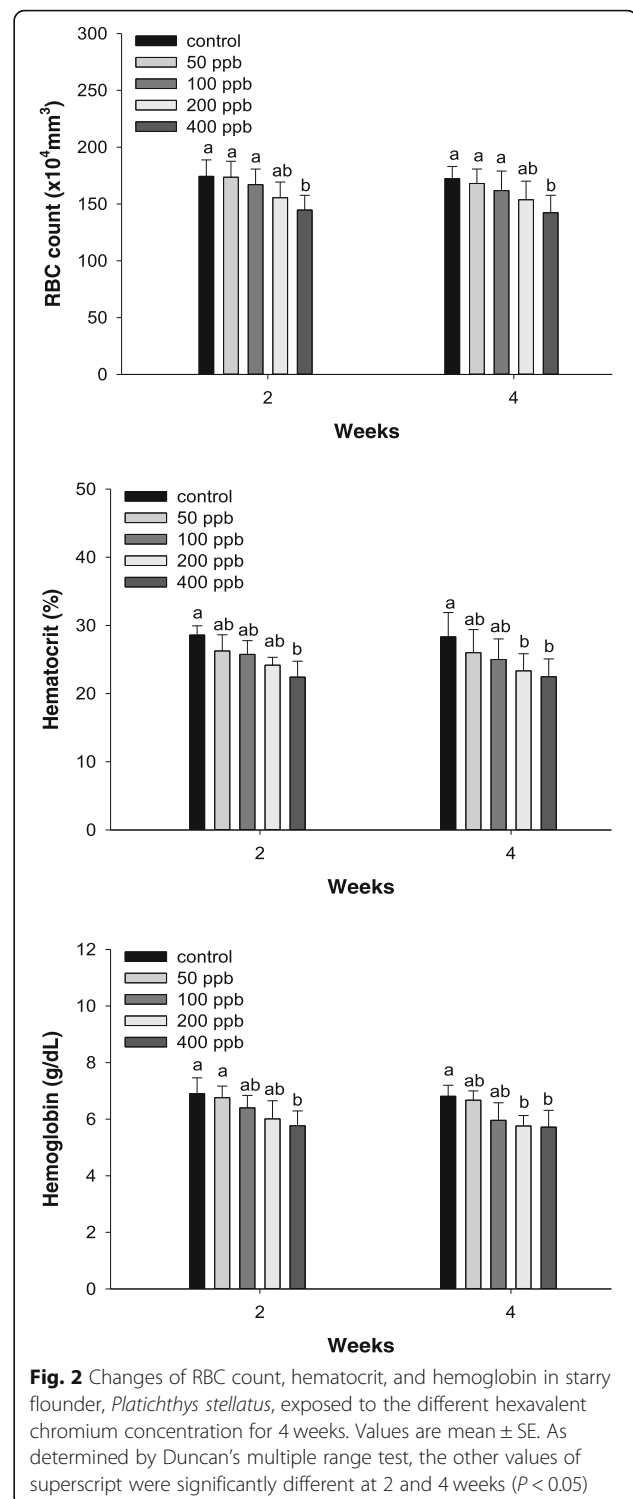 300
250
200
150
100
50
0
RBC count (x10⁴mm³)
control
50 ppb
100 ppb
200 ppb
400 ppb
a a a ab b
a a a ab b
2 4
Weeks
50
40
30
20
10
0
Hematocrit (%)
control
50 ppb
100 ppb
200 ppb
400 ppb
a ab ab ab b
a ab ab b b
2 4
Weeks
12
10
8
6
4
2
0
Hemoglobin (g/dL)
control
50 ppb
100 ppb
200 ppb
400 ppb
a a ab ab b
a ab ab b b
2 4
Weeks
Fig. 2 Changes of RBC count, hematocrit, and hemoglobin in starry
flounder, Platichthys stellatus, exposed to the different hexavalent
chromium concentration for 4 weeks. Values are mean ± SE. As
determined by Duncan's multiple range test, the other values of
superscript were significantly different at 2 and 4 weeks (P < 0.05)